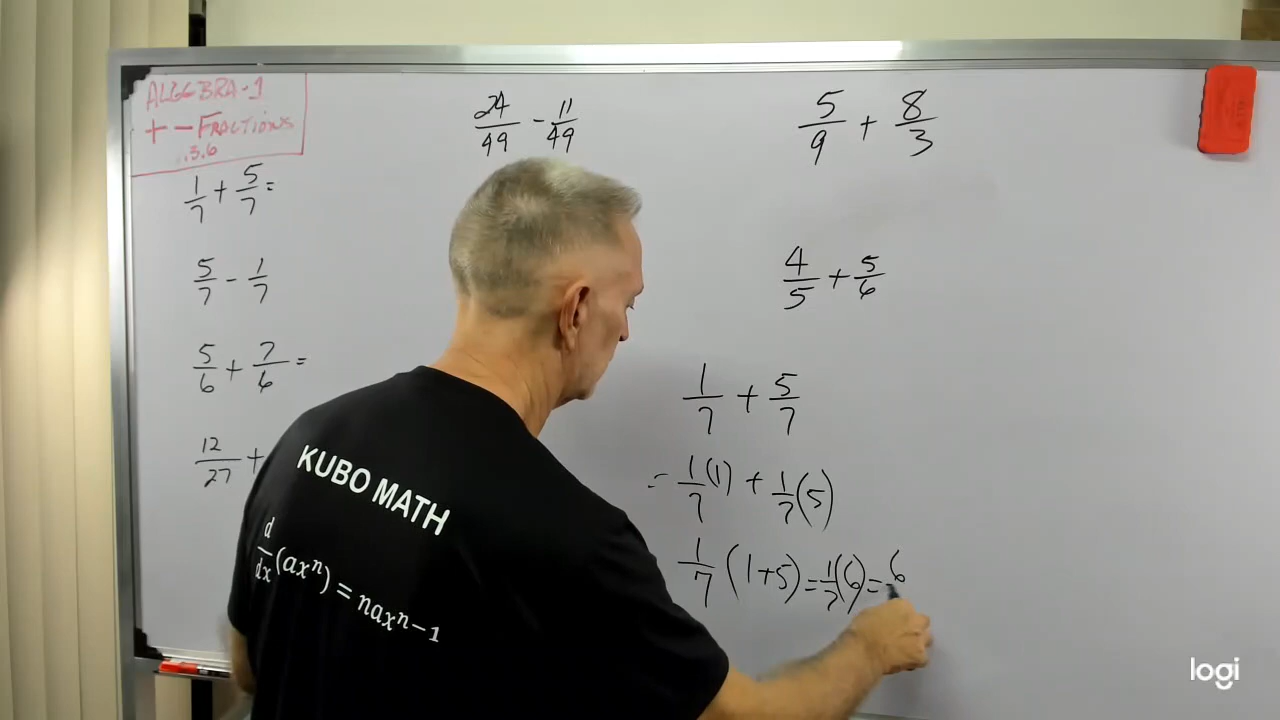 ALGEBRA-1
+ - FRACTIONS
.3.6
1/7 + 5/7 =
5/7 - 1/7
5/6 + 7/6 =
12/27 +
24/49 - 11/49
5/9 + 8/3
4/5 + 5/6
1/7 + 5/7
= 1/7(1) + 1/7(5)
1/7 (1+5) = 1/7(6) = 6
KUBO MATH
d/dx(axⁿ) = naxⁿ⁻¹
logi